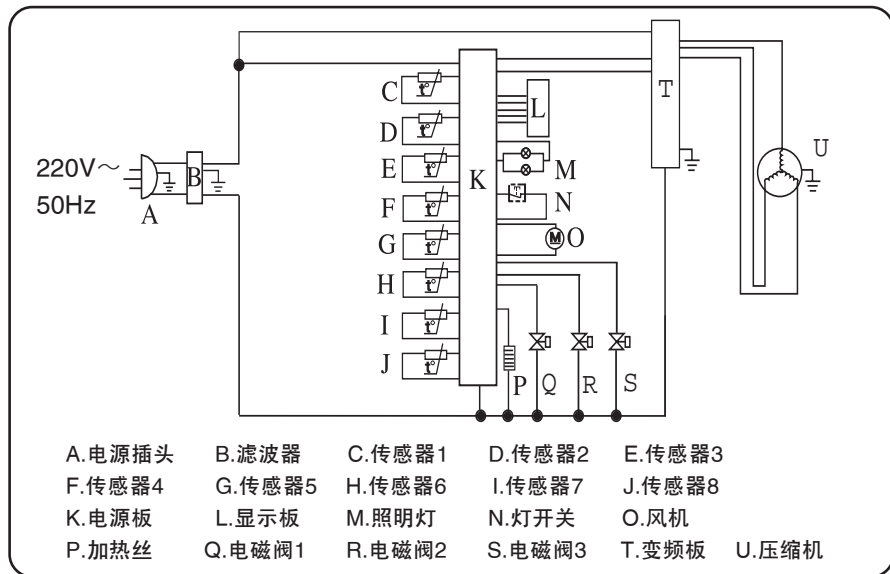 220V～
50Hz
A
B
C
D
E
F
G
H
I
J
K
L
M
N
O
P
Q
R
S
T
U
t°
t°
t°
t°
t°
t°
t°
t°
M
A.电源插头 B.滤波器 C.传感器1 D.传感器2 E.传感器3
F.传感器4 G.传感器5 H.传感器6 I.传感器7 J.传感器8
K.电源板 L.显示板 M.照明灯 N.灯开关 O.风机
P.加热丝 Q.电磁阀1 R.电磁阀2 S.电磁阀3 T.变频板 U.压缩机